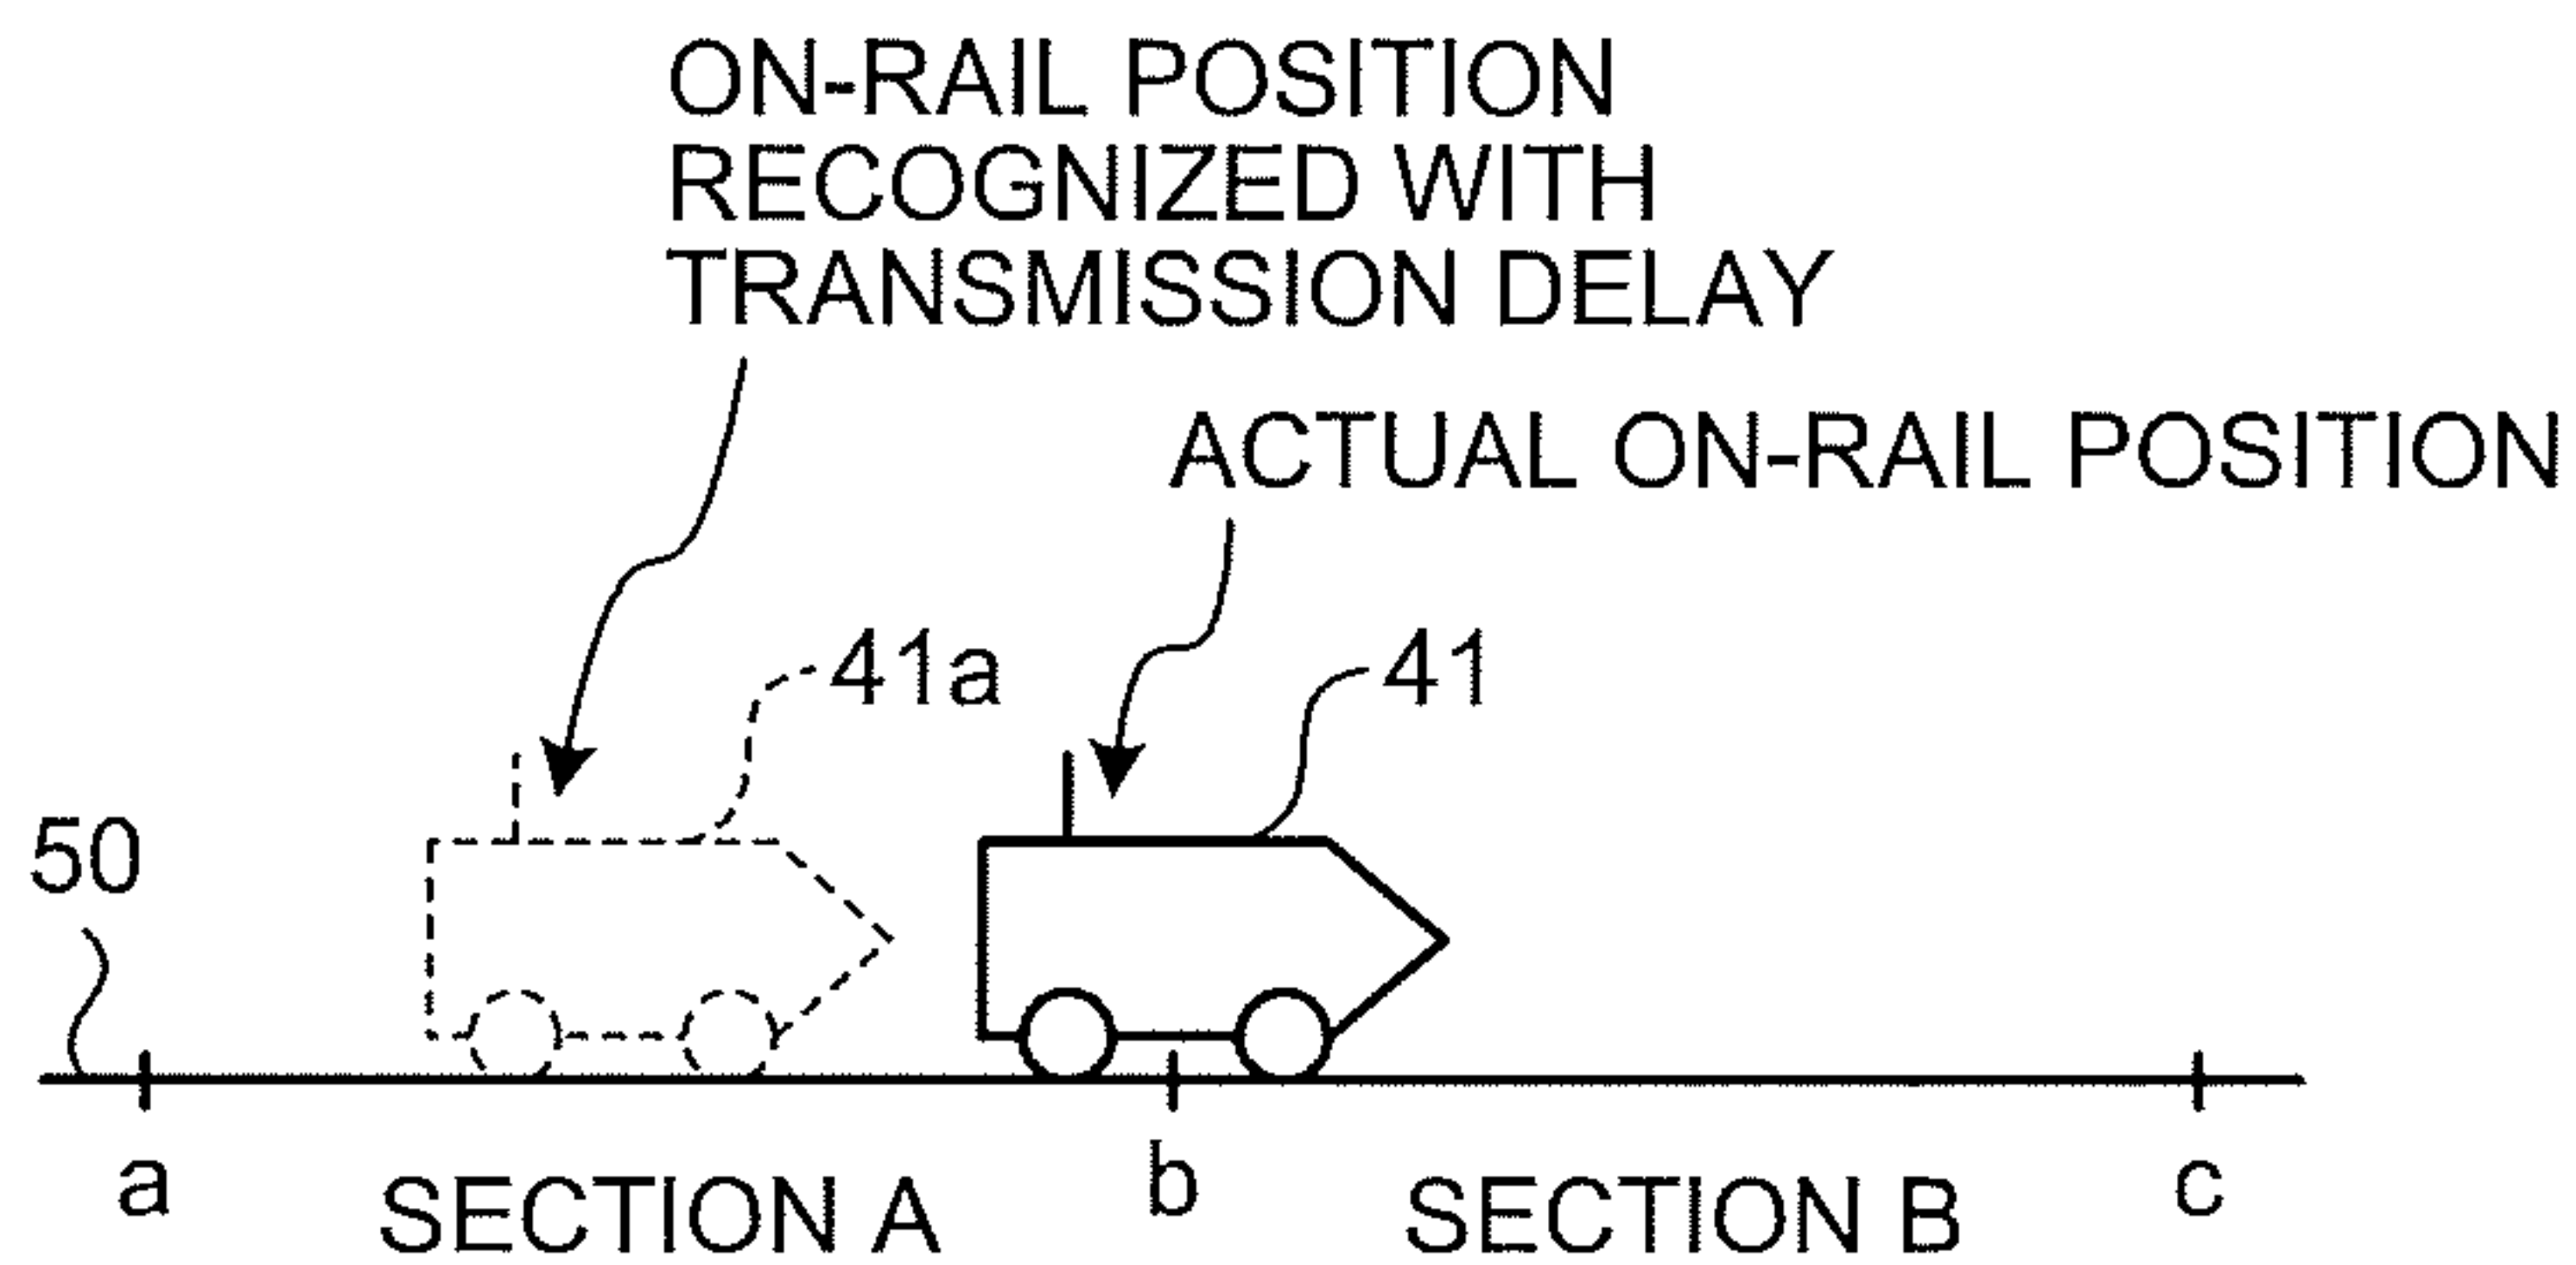 ON-RAIL POSITION
RECOGNIZED WITH
TRANSMISSION DELAY
ACTUAL ON-RAIL POSITION
41a
41
50
a
b
c
SECTION A
SECTION B